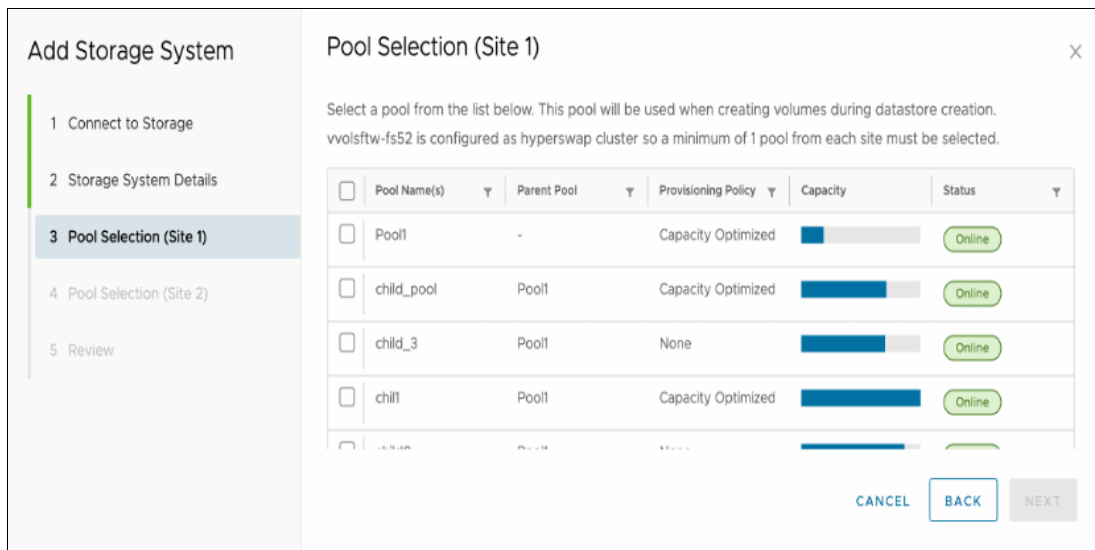 Add Storage System
1 Connect to Storage
2 Storage System Details
3 Pool Selection (Site 1)
4 Pool Selection (Site 2)
5 Review
Pool Selection (Site 1)
X
Select a pool from the list below. This pool will be used when creating volumes during datastore creation.
vvolsftw-fs52 is configured as hyperswap cluster so a minimum of 1 pool from each site must be selected.
Pool Name(s) Parent Pool Provisioning Policy Capacity Status
Pool1 - Capacity Optimized Online
child_pool Pool1 Capacity Optimized Online
child_3 Pool1 None Online
chil1 Pool1 Capacity Optimized Online
CANCEL BACK NEXT